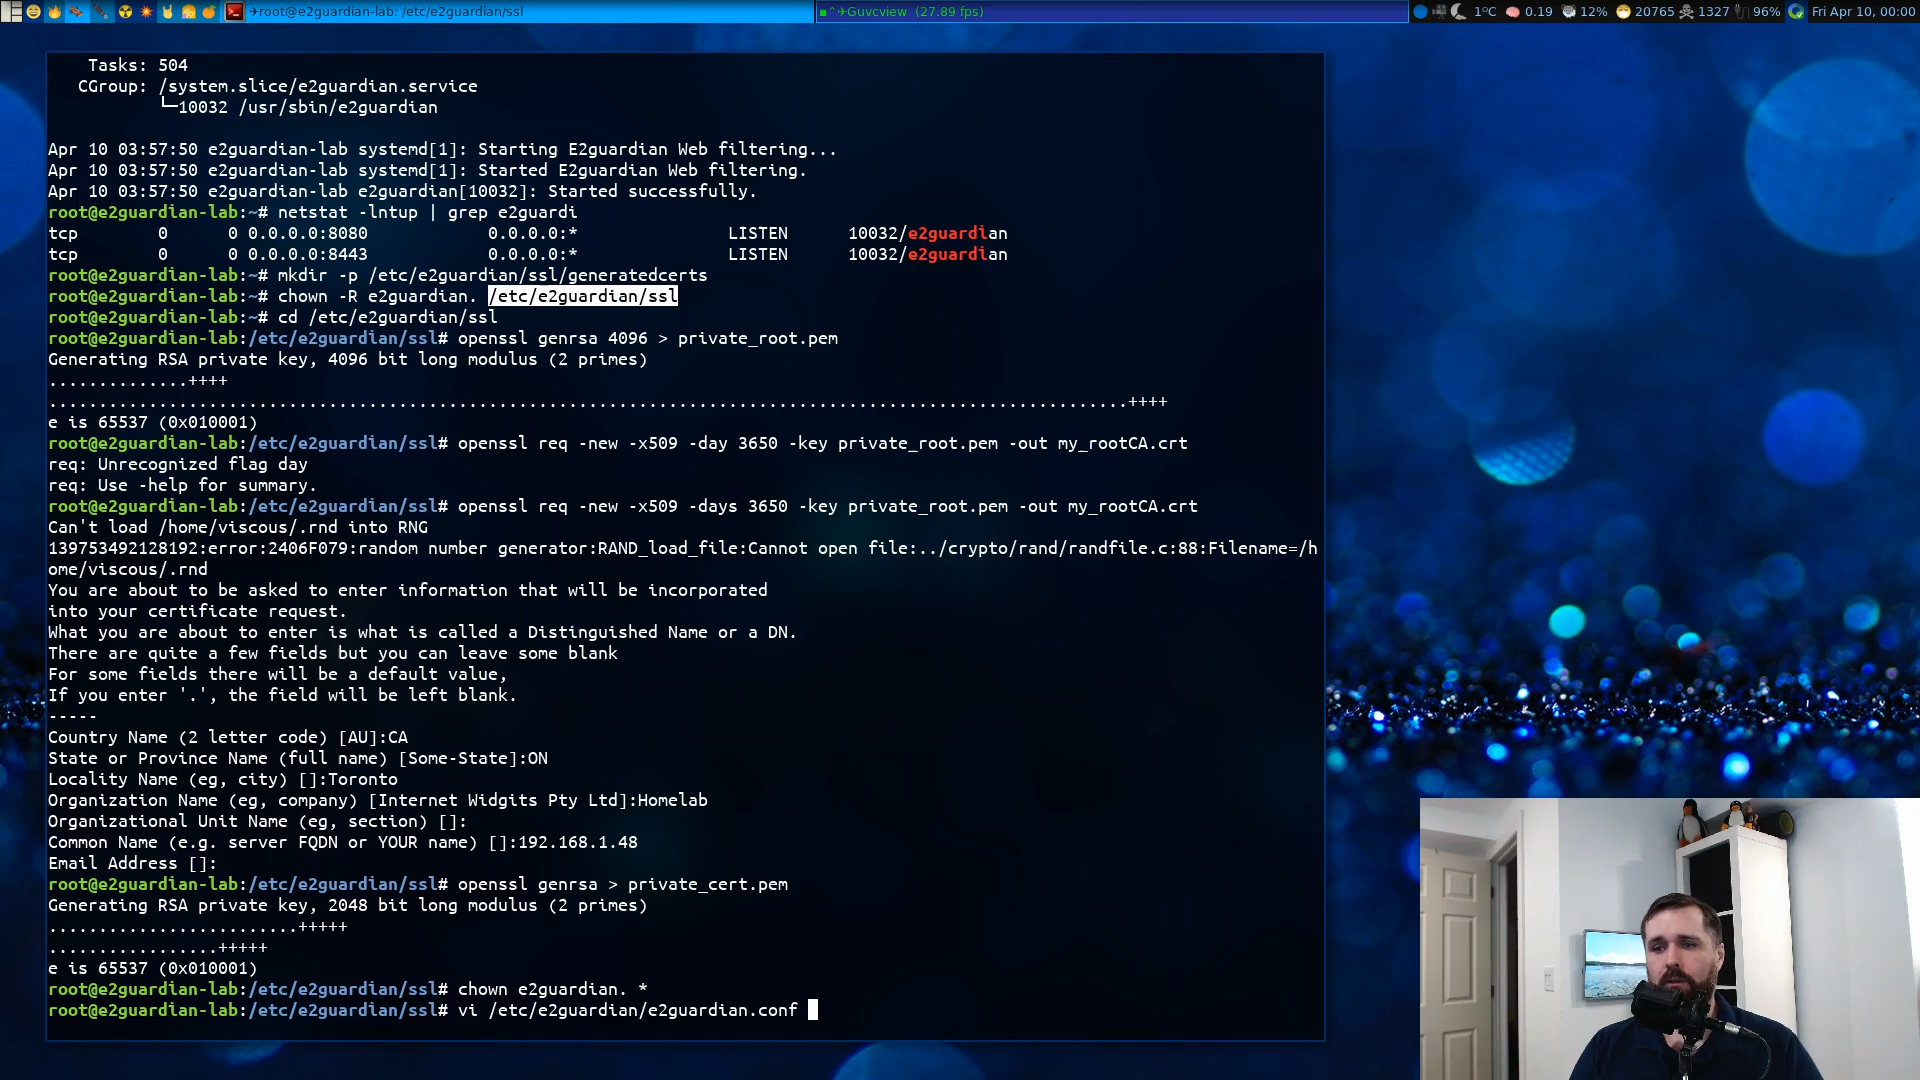 ✈root@e2guardian-lab: /etc/e2guardian/ssl
▪^✈Guvcview (27.89 fps)
1ºC 0.19 12% 20765 1327 96% Fri Apr 10, 00:00
Tasks: 504
CGroup: /system.slice/e2guardian.service
└─10032 /usr/sbin/e2guardian
Apr 10 03:57:50 e2guardian-lab systemd[1]: Starting E2guardian Web filtering...
Apr 10 03:57:50 e2guardian-lab systemd[1]: Started E2guardian Web filtering.
Apr 10 03:57:50 e2guardian-lab e2guardian[10032]: Started successfully.
root@e2guardian-lab:~# netstat -lntup | grep e2guardi
tcp 0 0 0.0.0.0:8080 0.0.0.0:* LISTEN 10032/e2guardian
tcp 0 0 0.0.0.0:8443 0.0.0.0:* LISTEN 10032/e2guardian
root@e2guardian-lab:~# mkdir -p /etc/e2guardian/ssl/generatedcerts
root@e2guardian-lab:~# chown -R e2guardian. /etc/e2guardian/ssl
root@e2guardian-lab:~# cd /etc/e2guardian/ssl
root@e2guardian-lab:/etc/e2guardian/ssl# openssl genrsa 4096 > private_root.pem
Generating RSA private key, 4096 bit long modulus (2 primes)
..............++++
............................................................................................................++++
e is 65537 (0x010001)
root@e2guardian-lab:/etc/e2guardian/ssl# openssl req -new -x509 -day 3650 -key private_root.pem -out my_rootCA.crt
req: Unrecognized flag day
req: Use -help for summary.
root@e2guardian-lab:/etc/e2guardian/ssl# openssl req -new -x509 -days 3650 -key private_root.pem -out my_rootCA.crt
Can't load /home/viscous/.rnd into RNG
139753492128192:error:2406F079:random number generator:RAND_load_file:Cannot open file:../crypto/rand/randfile.c:88:Filename=/h
ome/viscous/.rnd
You are about to be asked to enter information that will be incorporated
into your certificate request.
What you are about to enter is what is called a Distinguished Name or a DN.
There are quite a few fields but you can leave some blank
For some fields there will be a default value,
If you enter '.', the field will be left blank.
-----
Country Name (2 letter code) [AU]:CA
State or Province Name (full name) [Some-State]:ON
Locality Name (eg, city) []:Toronto
Organization Name (eg, company) [Internet Widgits Pty Ltd]:Homelab
Organizational Unit Name (eg, section) []:
Common Name (e.g. server FQDN or YOUR name) []:192.168.1.48
Email Address []:
root@e2guardian-lab:/etc/e2guardian/ssl# openssl genrsa > private_cert.pem
Generating RSA private key, 2048 bit long modulus (2 primes)
.........................+++++
.................+++++
e is 65537 (0x010001)
root@e2guardian-lab:/etc/e2guardian/ssl# chown e2guardian. *
root@e2guardian-lab:/etc/e2guardian/ssl# vi /etc/e2guardian/e2guardian.conf